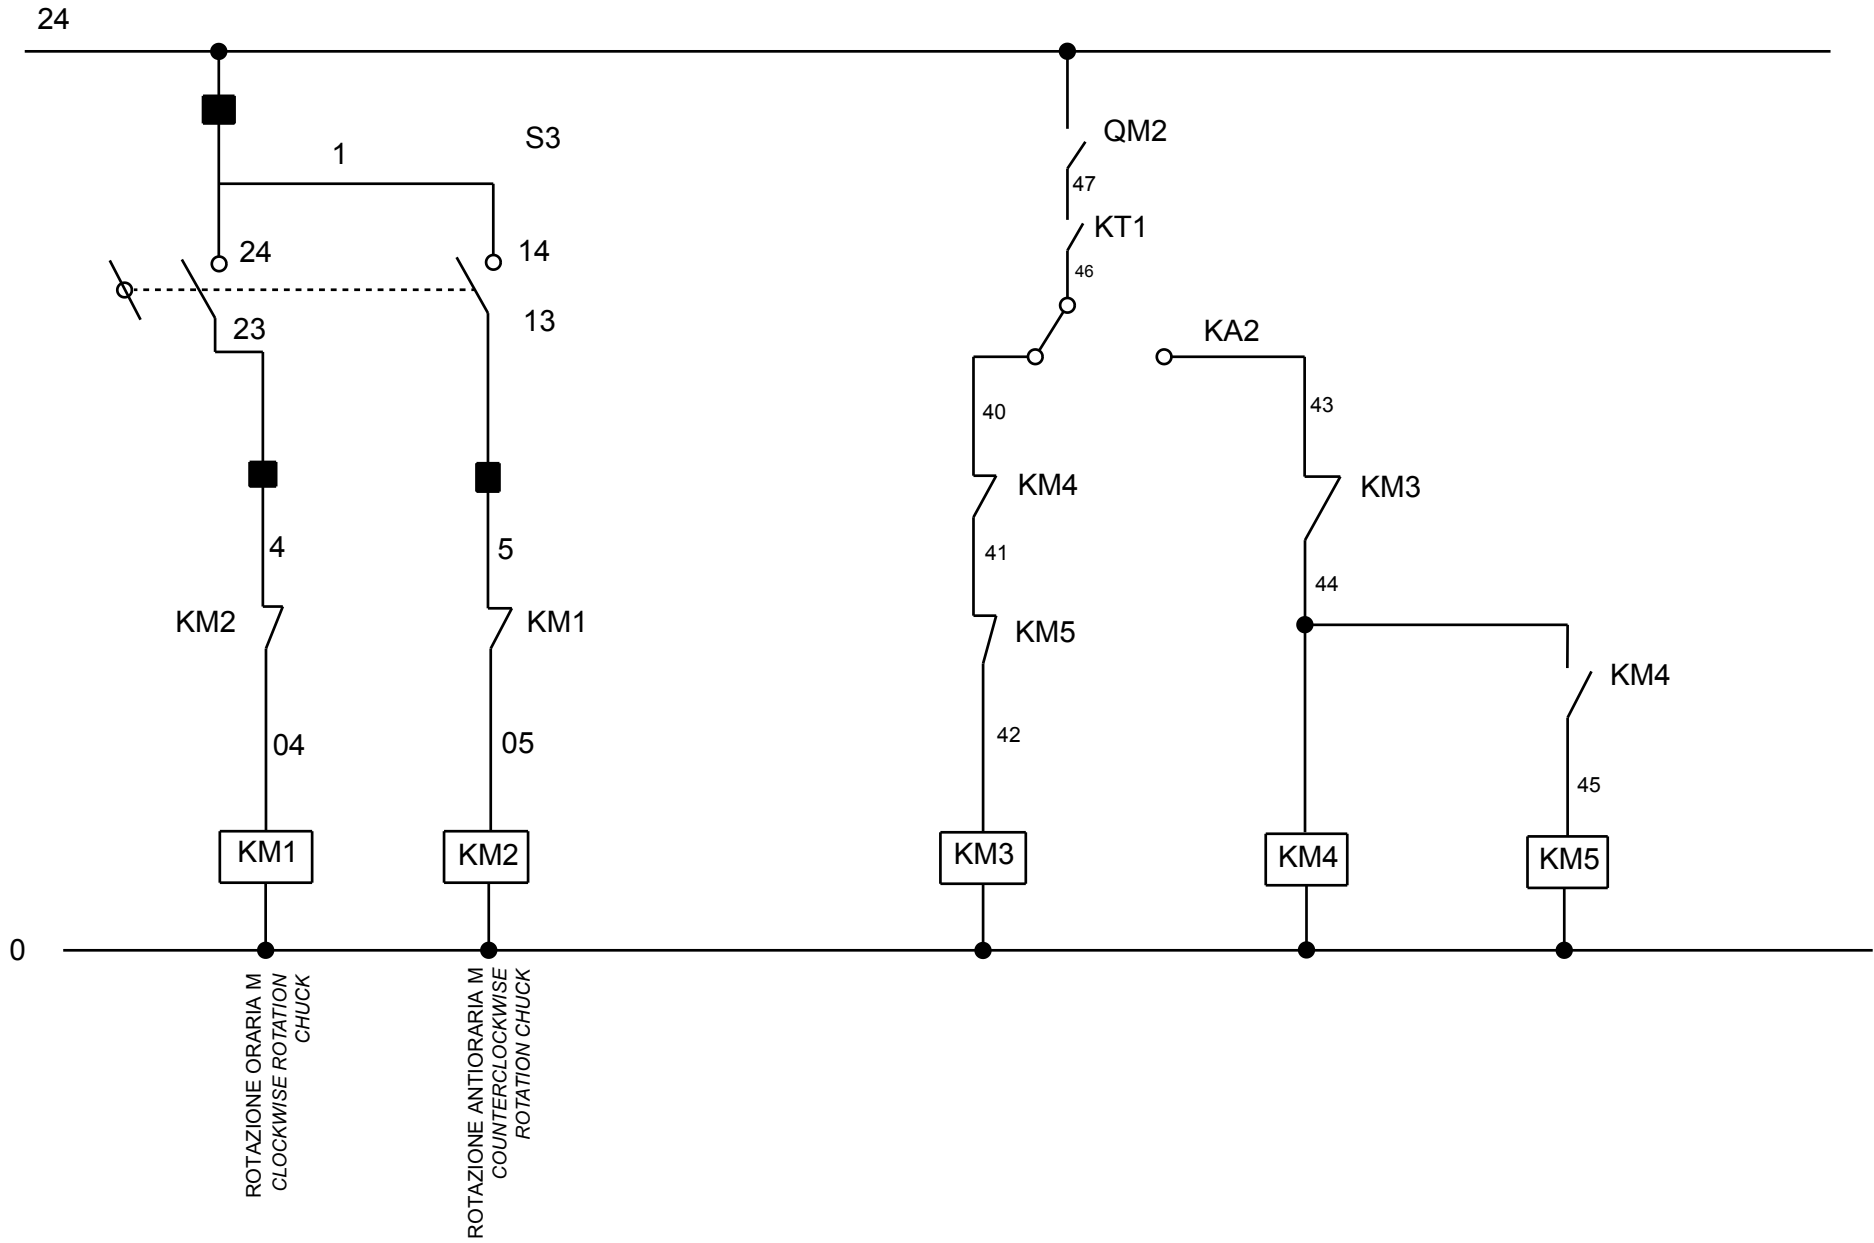 24
S3
1
QM2
47
KT1
24
14
46
23
13
KA2
40
43
KM4
KM3
4
5
41
44
KM2
KM1
KM5
KM4
04
05
42
45
KM1
KM2
KM3
KM4
KM5
0
ROTAZIONE ORARIA M
CLOCKWISE ROTATION
CHUCK
ROTAZIONE ANTIORARIA M
COUNTERCLOCKWISE
ROTATION CHUCK